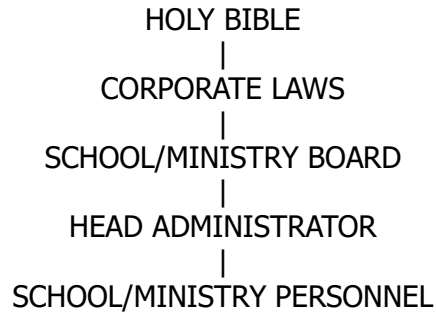 HOLY BIBLE
CORPORATE LAWS
SCHOOL/MINISTRY BOARD
HEAD ADMINISTRATOR
SCHOOL/MINISTRY PERSONNEL